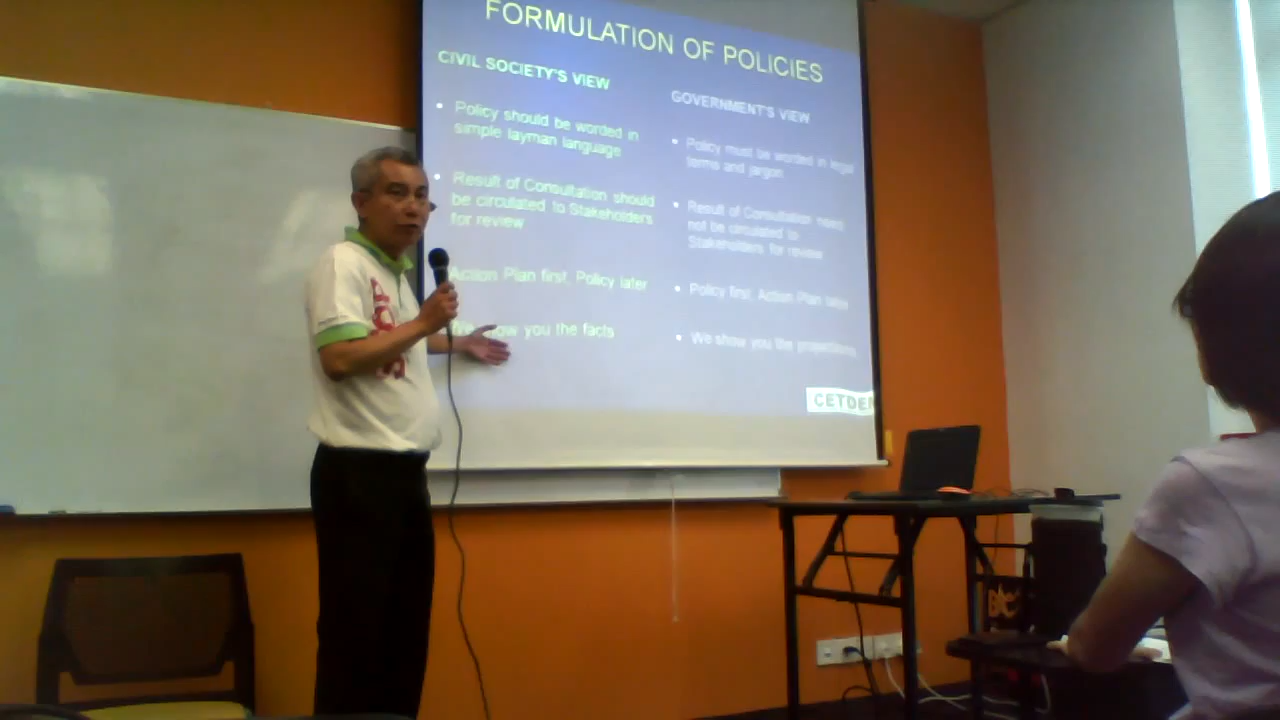 FORMULATION OF POLICIES
CIVIL SOCIETY'S VIEW
• Policy should be worded in
simple layman language
• Result of Consultation should
be circulated to Stakeholders
for review
Action Plan first, Policy later
We show you the facts
GOVERNMENT'S VIEW
• Policy must be worded in legal
terms and jargon
• Result of Consultation need
not be circulated to
Stakeholders for review
• Policy first, Action Plan later
• We show you the projections
CETDEM